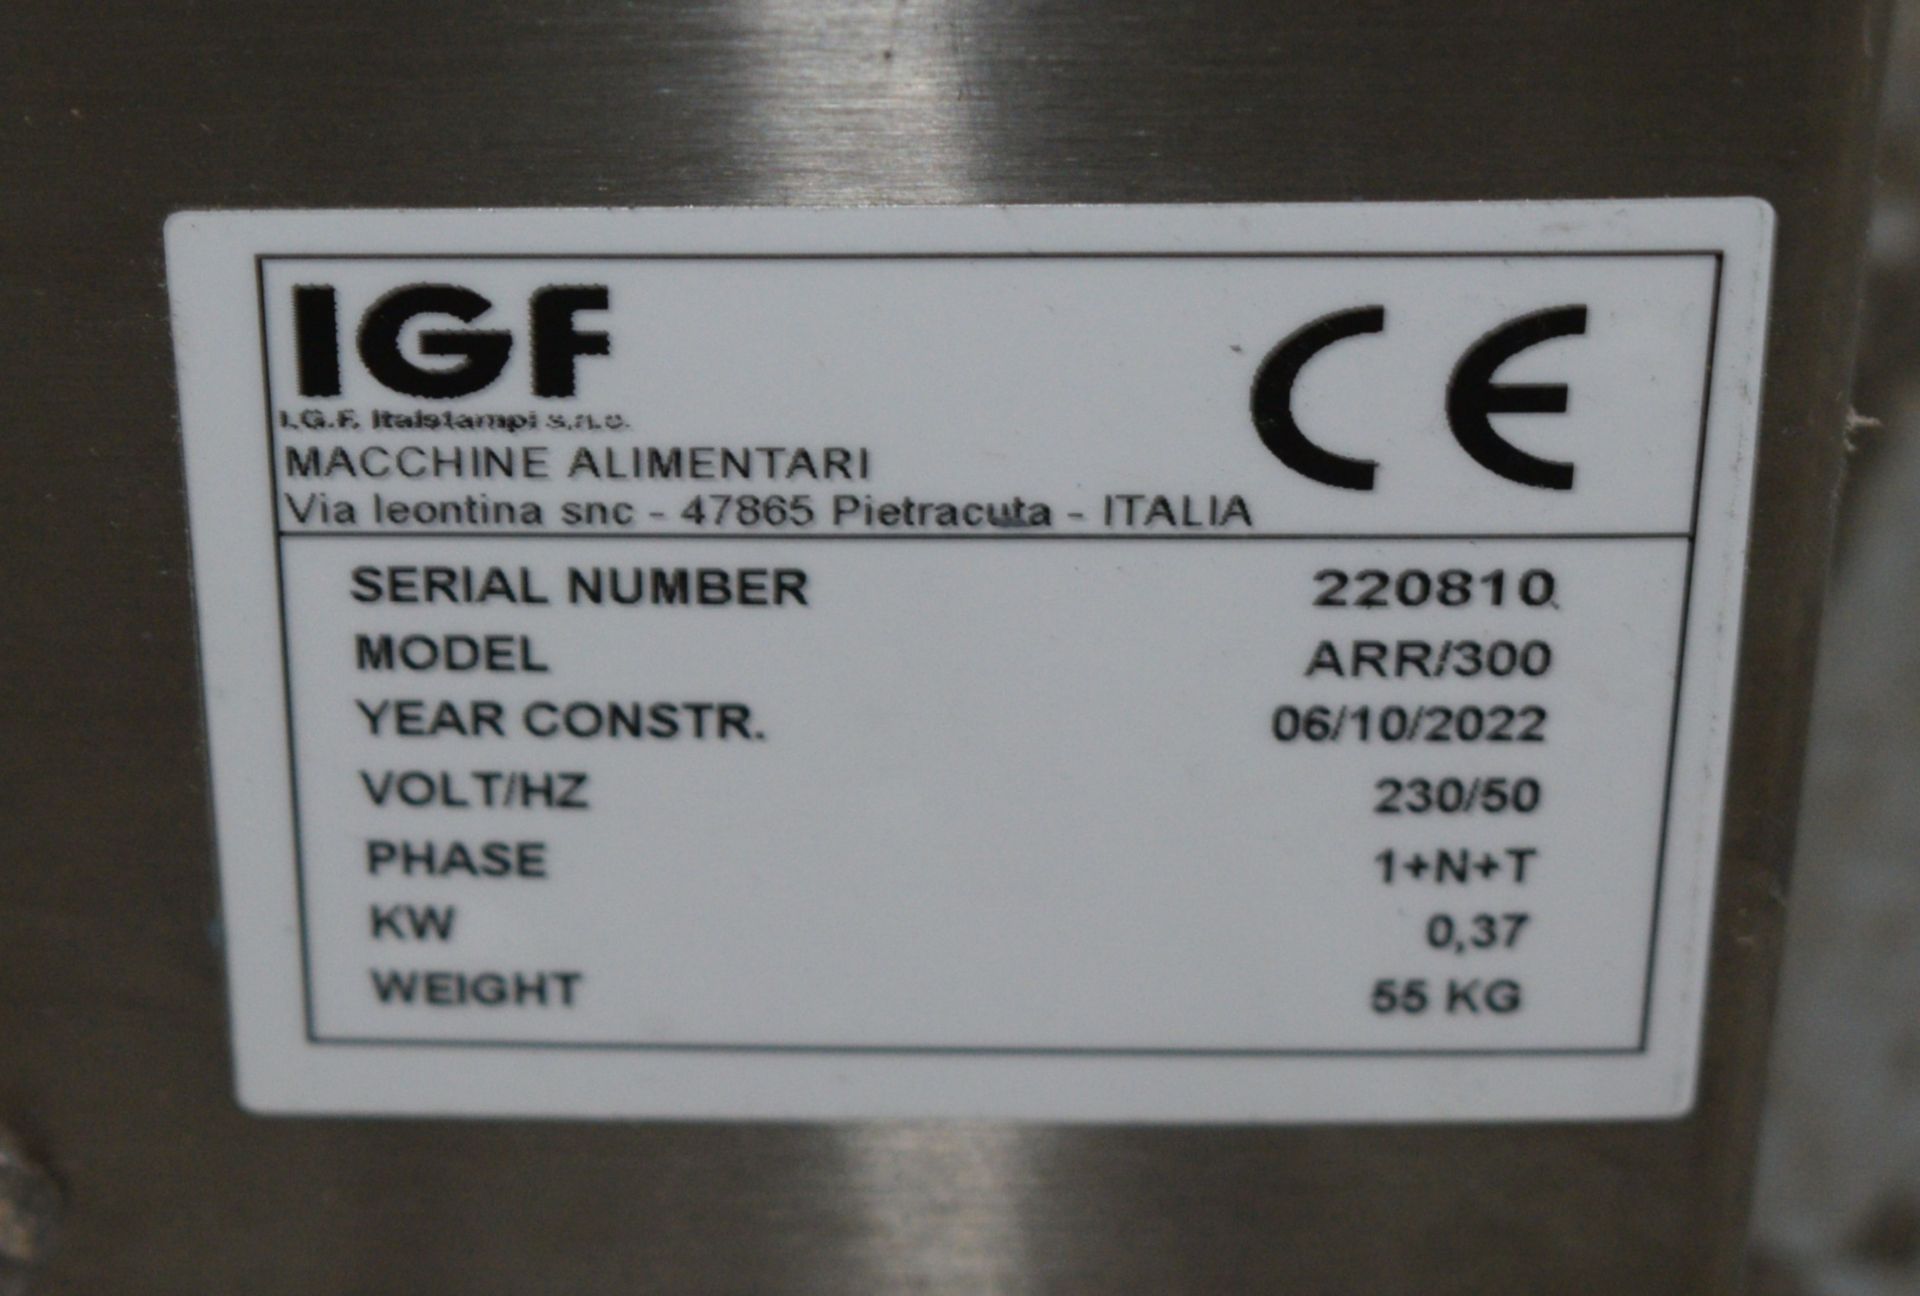 IGF
I.G.F. Italstampi s.n.c.
CE
MACCHINE ALIMENTARI
Via leontina snc - 47865 Pietracuta - ITALIA
SERIAL NUMBER 220810
MODEL ARR/300
YEAR CONSTR. 06/10/2022
VOLT/HZ 230/50
PHASE 1+N+T
KW 0,37
WEIGHT 55 KG